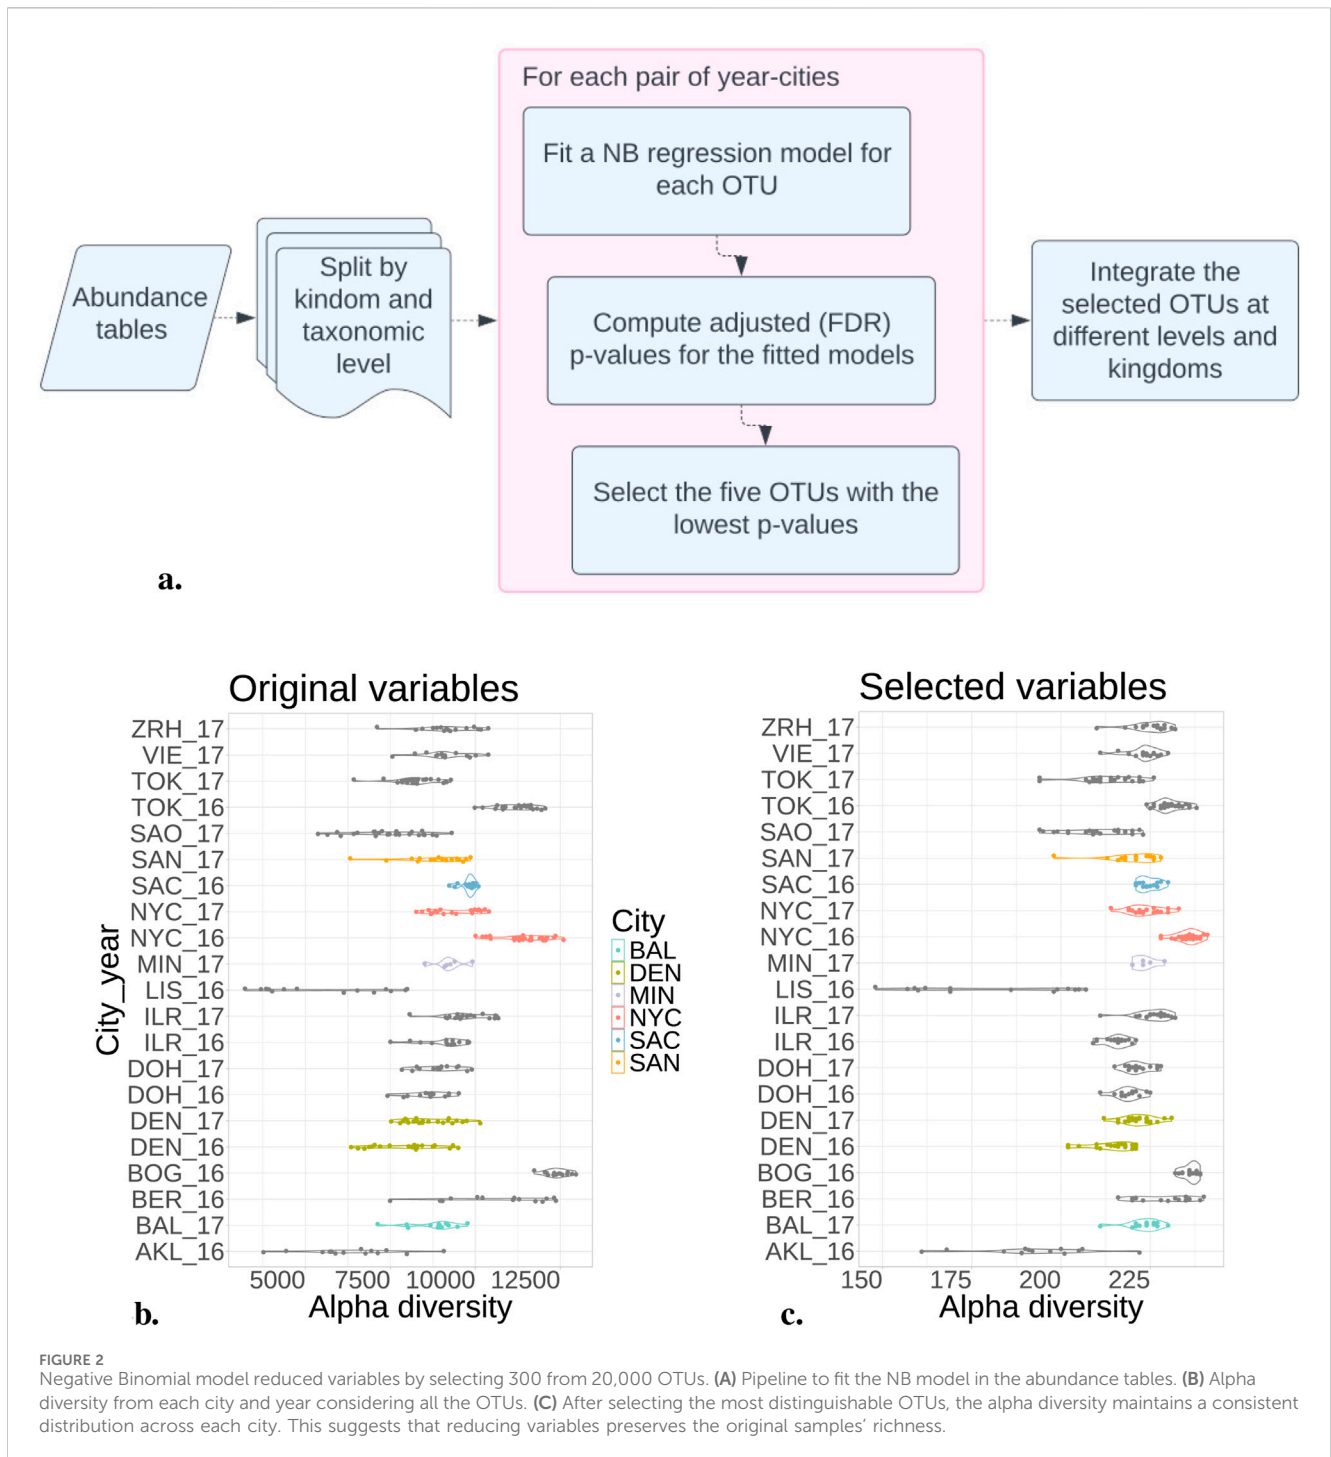 For each pair of year-cities
Fit a NB regression model for
each OTU
Abundance
tables
Split by
kindom and
taxonomic
level
Compute adjusted (FDR)
p-values for the fitted models
Select the five OTUs with the
lowest p-values
Integrate the
selected OTUs at
different levels and
kingdoms
a.
Original variables
City_year
ZRH_17
VIE_17
TOK_17
TOK_16
SAO_17
SAN_17
SAC_16
NYC_17
NYC_16
MIN_17
LIS_16
ILR_17
ILR_16
DOH_17
DOH_16
DEN_17
DEN_16
BOG_16
BER_16
BAL_17
AKL_16
5000 7500 10000 12500
Alpha diversity
b.
City
BAL
DEN
MIN
NYC
SAC
SAN
Selected variables
ZRH_17
VIE_17
TOK_17
TOK_16
SAO_17
SAN_17
SAC_16
NYC_17
NYC_16
MIN_17
LIS_16
ILR_17
ILR_16
DOH_17
DOH_16
DEN_17
DEN_16
BOG_16
BER_16
BAL_17
AKL_16
150 175 200 225
Alpha diversity
c.
FIGURE 2
Negative Binomial model reduced variables by selecting 300 from 20,000 OTUs. (A) Pipeline to fit the NB model in the abundance tables. (B) Alpha
diversity from each city and year considering all the OTUs. (C) After selecting the most distinguishable OTUs, the alpha diversity maintains a consistent
distribution across each city. This suggests that reducing variables preserves the original samples' richness.